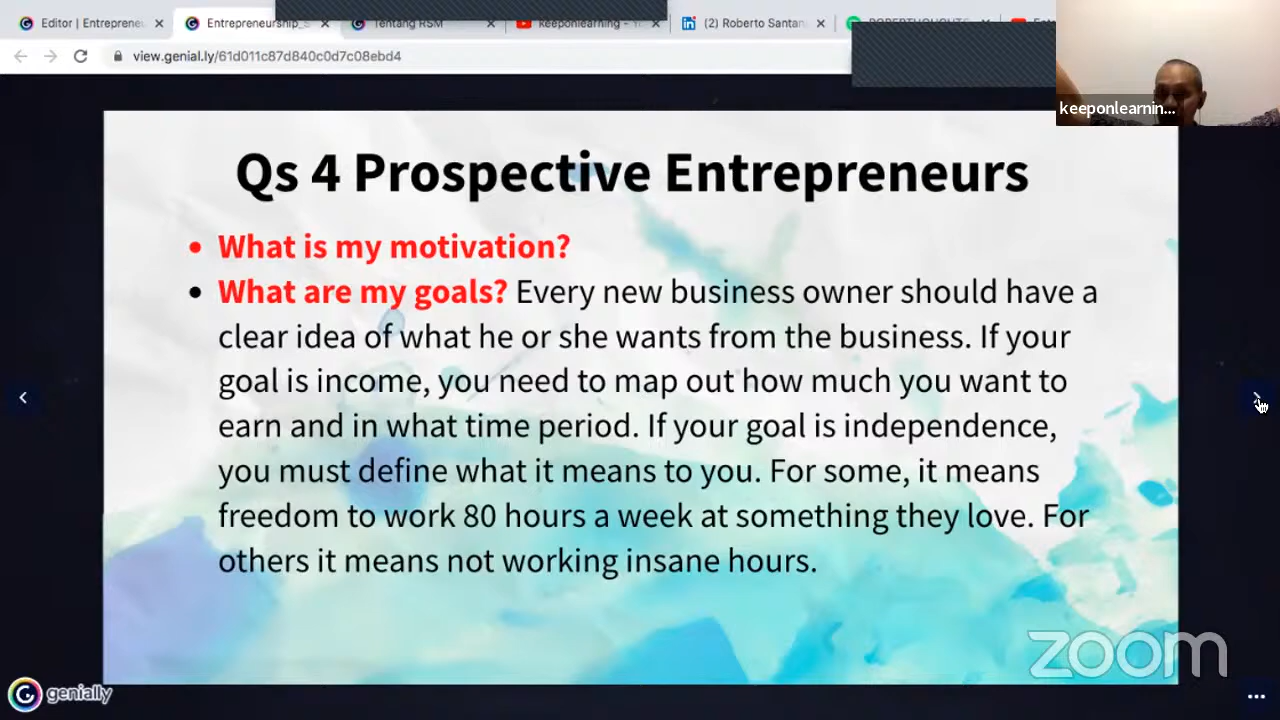 Editor | Entrepreneu
Entrepreneurship_S
Tentang RSM
keeponlearning - Yo
(2) Roberto Santan
view.genial.ly/61d011c87d840c0d7c08ebd4
keeponlearnin...
Qs 4 Prospective Entrepreneurs
• What is my motivation?
• What are my goals? Every new business owner should have a
clear idea of what he or she wants from the business. If your
goal is income, you need to map out how much you want to
earn and in what time period. If your goal is independence,
you must define what it means to you. For some, it means
freedom to work 80 hours a week at something they love. For
others it means not working insane hours.
zoom
genially